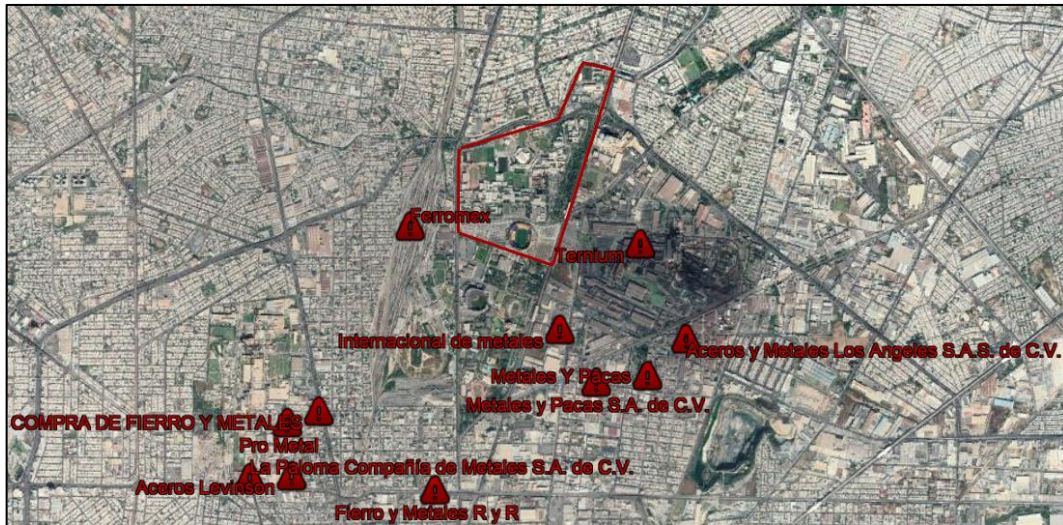 Ferromex
Ternium
Internacional de metales
Aceros y Metales Los Angeles S.A.S. de C.V.
Metales Y Pacas
Metales y Pacas S.A. de C.V.
COMPRA DE FIERRO Y METALES
Pro Metal
La Paloma Compañía de Metales S.A. de C.V.
Aceros Levinson
Fierro y Metales R y R